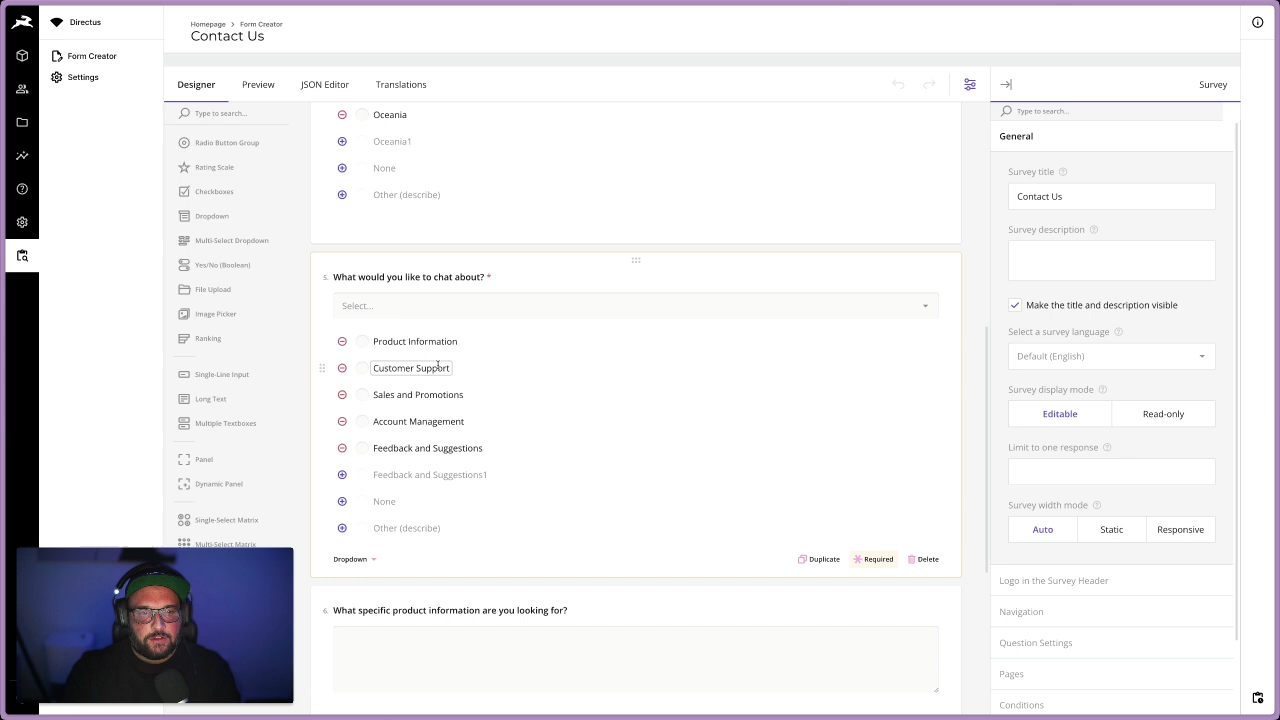 Directus
Form Creator
Settings
Homepage > Form Creator
Contact Us
Designer
Preview
JSON Editor
Translations
Survey
Type to search...
Radio Button Group
Rating Scale
Checkboxes
Dropdown
Multi-Select Dropdown
Yes/No (Boolean)
File Upload
Image Picker
Ranking
Single-Line Input
Long Text
Multiple Textboxes
Panel
Dynamic Panel
Single-Select Matrix
Multi-Select Matrix
Oceania
Oceania1
None
Other (describe)
5. What would you like to chat about? *
Select...
Product Information
Customer Support
Sales and Promotions
Account Management
Feedback and Suggestions
Feedback and Suggestions1
None
Other (describe)
Dropdown
Duplicate
Required
Delete
6. What specific product information are you looking for?
Type to search...
General
Survey title
Contact Us
Survey description
Make the title and description visible
Select a survey language
Default (English)
Survey display mode
Editable
Read-only
Limit to one response
Survey width mode
Auto
Static
Responsive
Logo in the Survey Header
Navigation
Question Settings
Pages
Conditions